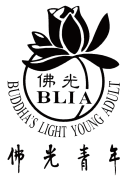 佛光
BLIA
BUDDHA'S LIGHT YOUNG ADULT
佛光青年